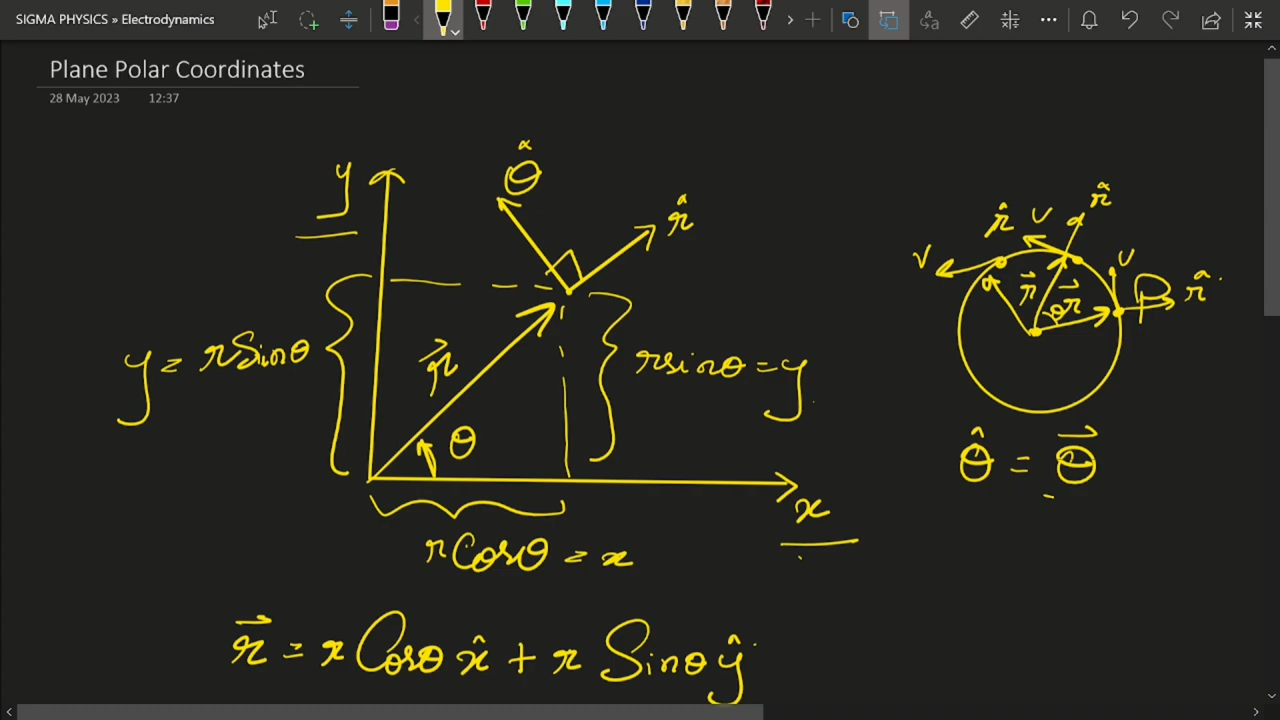 SIGMA PHYSICS » Electrodynamics
Plane Polar Coordinates
28 May 2023 12:37
y
θ̂
r̂
y = r Sinθ
r⃗
θ
r sinθ = y
x
r Cosθ = x
r⃗ = r Cosθ x̂ + r Sinθ ŷ
r̂
r̂ v
v
v
r̂
r⃗ r⃗
θ
θ̂ = θ⃗